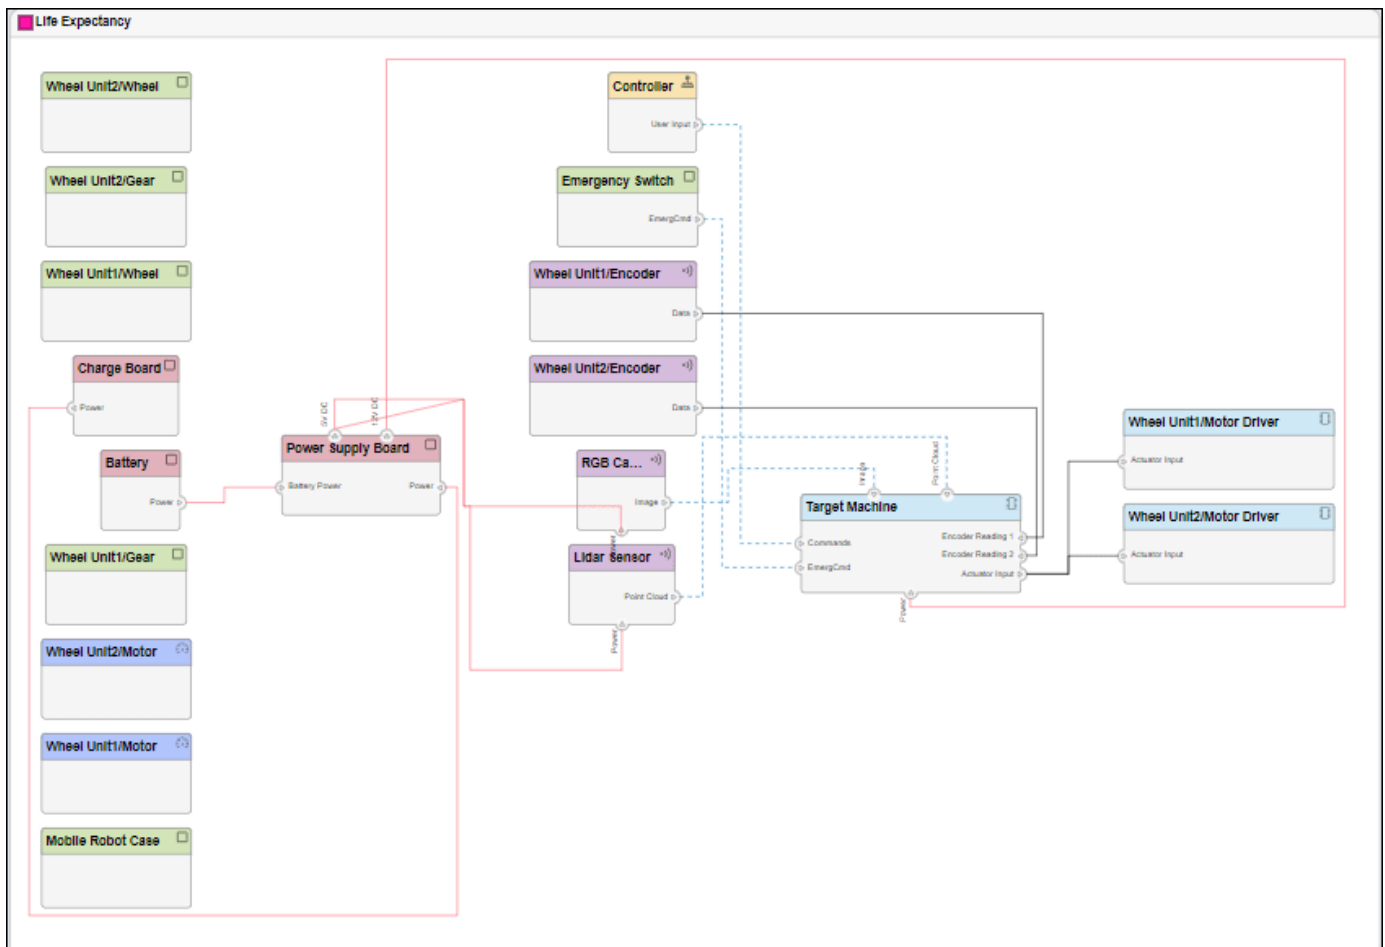 Life Expectancy
Wheel Unit2/Wheel
Wheel Unit2/Gear
Wheel Unit1/Wheel
Charge Board
Power
Battery
Power
Wheel Unit1/Gear
Wheel Unit2/Motor
Wheel Unit1/Motor
Mobile Robot Case
5V DC
12V DC
Power Supply Board
Battery Power
Power
Controller
User Input
Emergency Switch
EmergCmd
Wheel Unit1/Encoder
Data
Wheel Unit2/Encoder
Data
RGB Ca...
Image
Power
Lidar Sensor
Point Cloud
Power
Image
Point Cloud
Target Machine
Commands
EmergCmd
Encoder Reading 1
Encoder Reading 2
Actuator Input
Power
Wheel Unit1/Motor Driver
Actuator Input
Wheel Unit2/Motor Driver
Actuator Input